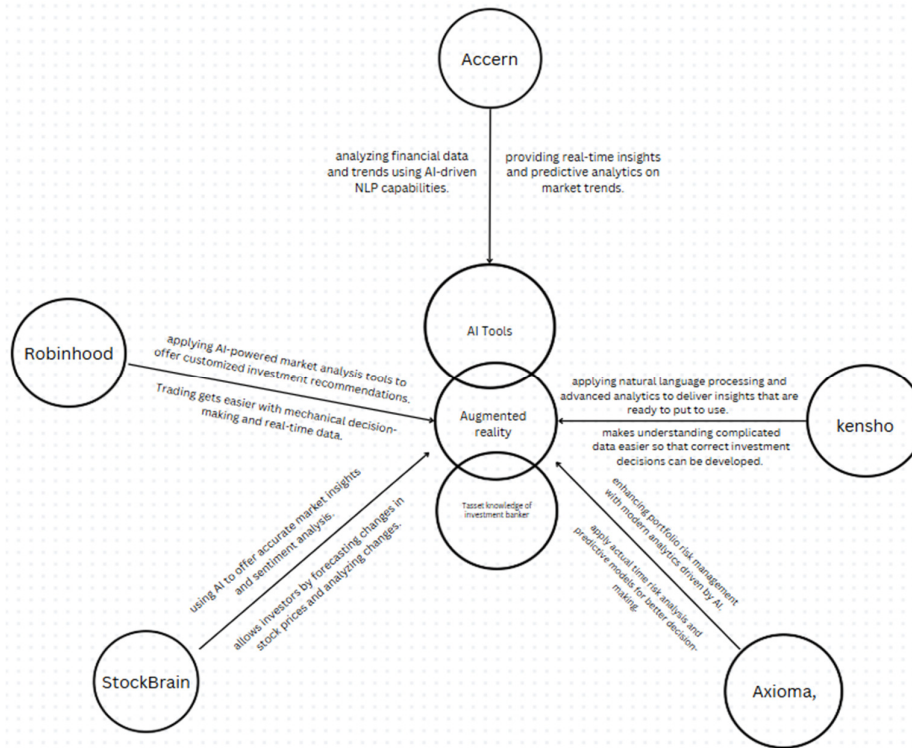 Accern
analyzing financial data
and trends using AI-driven
NLP capabilities.
providing real-time insights
and predictive analytics on
market trends.
AI Tools
Robinhood
applying AI-powered market analysis tools to
offer customized investment recommendations.
Trading gets easier with mechanical decision-
making and real-time data.
Augmented
reality
applying natural language processing and
advanced analytics to deliver insights that are
ready to put to use.
makes understanding complicated
data easier so that correct investment
decisions can be developed.
kensho
Tasset knowledge of
investment banker
using AI to offer accurate market insights
and sentiment analysis.
allows investors by forecasting changes in
stock prices and analyzing changes.
StockBrain
enhancing portfolio risk management
with modern analytics driven by AI.
apply actual time risk analysis and
predictive models for better decision-
making.
Axioma,